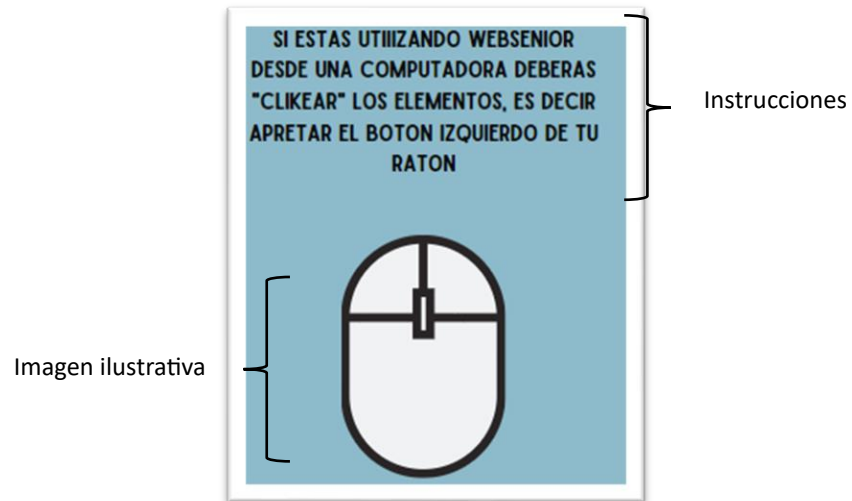 SI ESTAS UTIIIZANDO WEBSENIOR
DESDE UNA COMPUTADORA DEBERAS
"CLIKEAR" LOS ELEMENTOS, ES DECIR
APRETAR EL BOTON IZQUIERDO DE TU
RATON
Instrucciones
Imagen ilustrativa